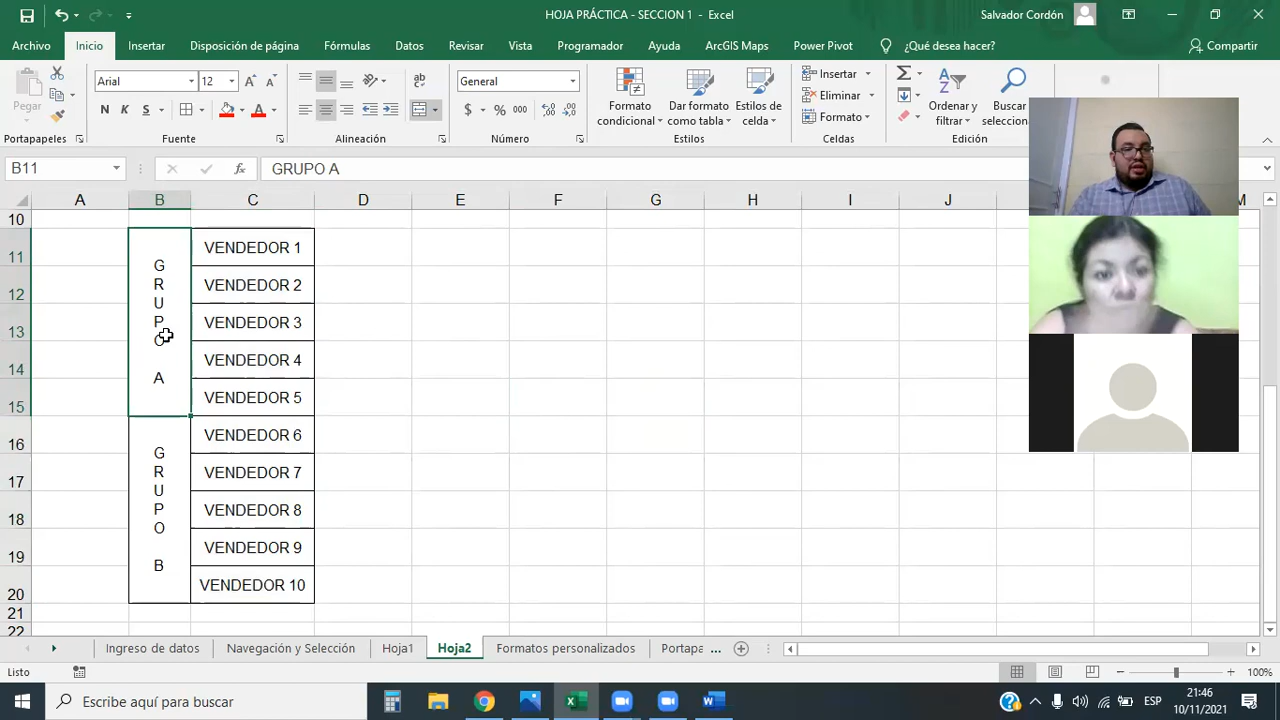 HOJA PRÁCTICA - SECCION 1 - Excel
Salvador Cordón
Archivo Inicio Insertar Disposición de página Fórmulas Datos Revisar Vista Programador Ayuda ArcGIS Maps Power Pivot ¿Qué desea hacer? Compartir
Pegar
Portapapeles
Arial 12
N K S
Fuente
Alineación
General
$ % 000
Número
Formato condicional
Dar formato como tabla
Estilos de celda
Estilos
Insertar
Eliminar
Formato
Celdas
Ordenar y filtrar
Buscar
Edición
B11 fx GRUPO A
A B C D E F G H I J M
10
11 VENDEDOR 1
12 VENDEDOR 2
13 VENDEDOR 3
14 VENDEDOR 4
15 VENDEDOR 5
16 VENDEDOR 6
17 VENDEDOR 7
18 VENDEDOR 8
19 VENDEDOR 9
20 VENDEDOR 10
21
22
GRUPO A
GRUPO B
Ingreso de datos Navegación y Selección Hoja1 Hoja2 Formatos personalizados Portapa ...
Listo 100%
Escribe aquí para buscar
ESP 21:46
10/11/2021